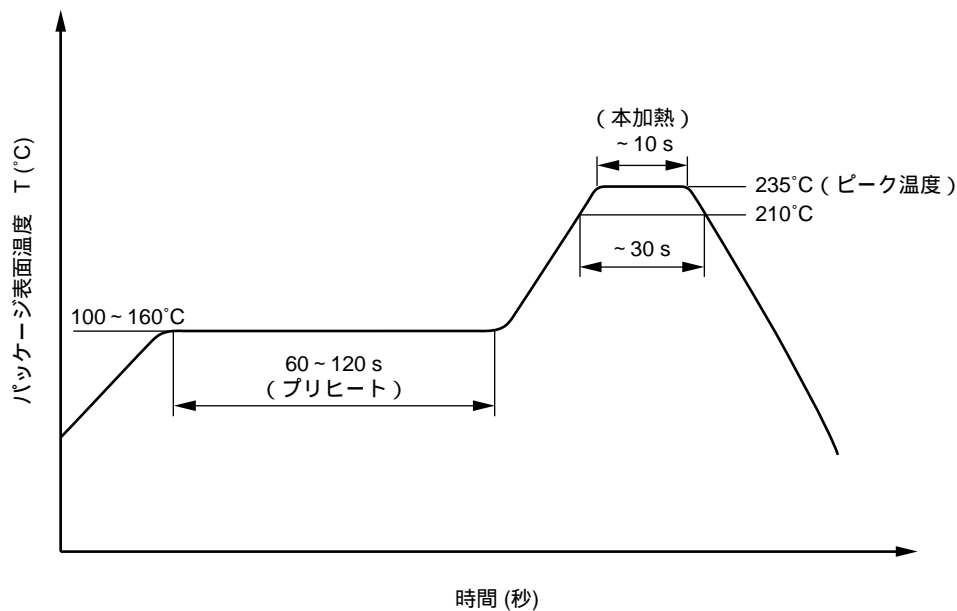 (本加熱)
~ 10 s
235˚C ( ピーク温度 )
210˚C
~ 30 s
100 ~ 160˚C
60 ~ 120 s
( プリヒート )
パッケージ表面温度 T (˚C)
時間 (秒)